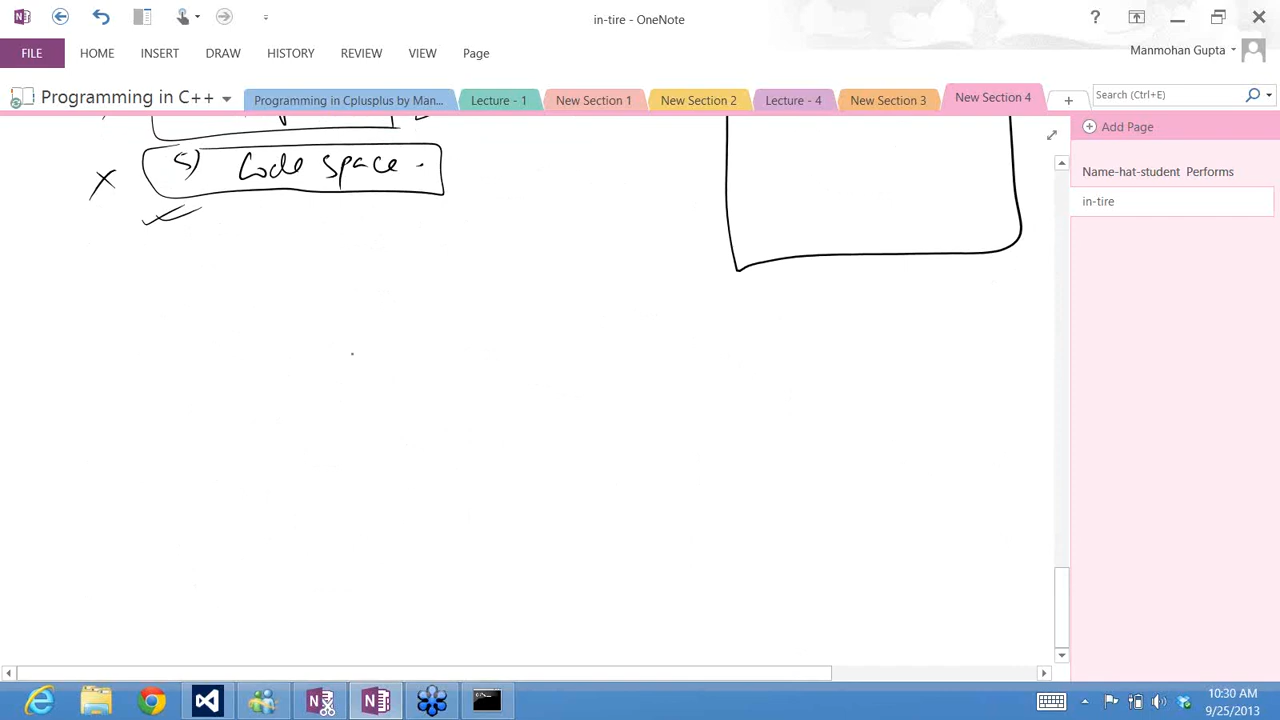 in-tire - OneNote
Manmohan Gupta
FILE HOME INSERT DRAW HISTORY REVIEW VIEW Page
Programming in C++
Programming in Cplusplus by Man...
Lecture - 1
New Section 1
New Section 2
Lecture - 4
New Section 3
New Section 4
Search (Ctrl+E)
Add Page
Name-hat-student Performs
in-tire
5) Code space -
10:30 AM
9/25/2013